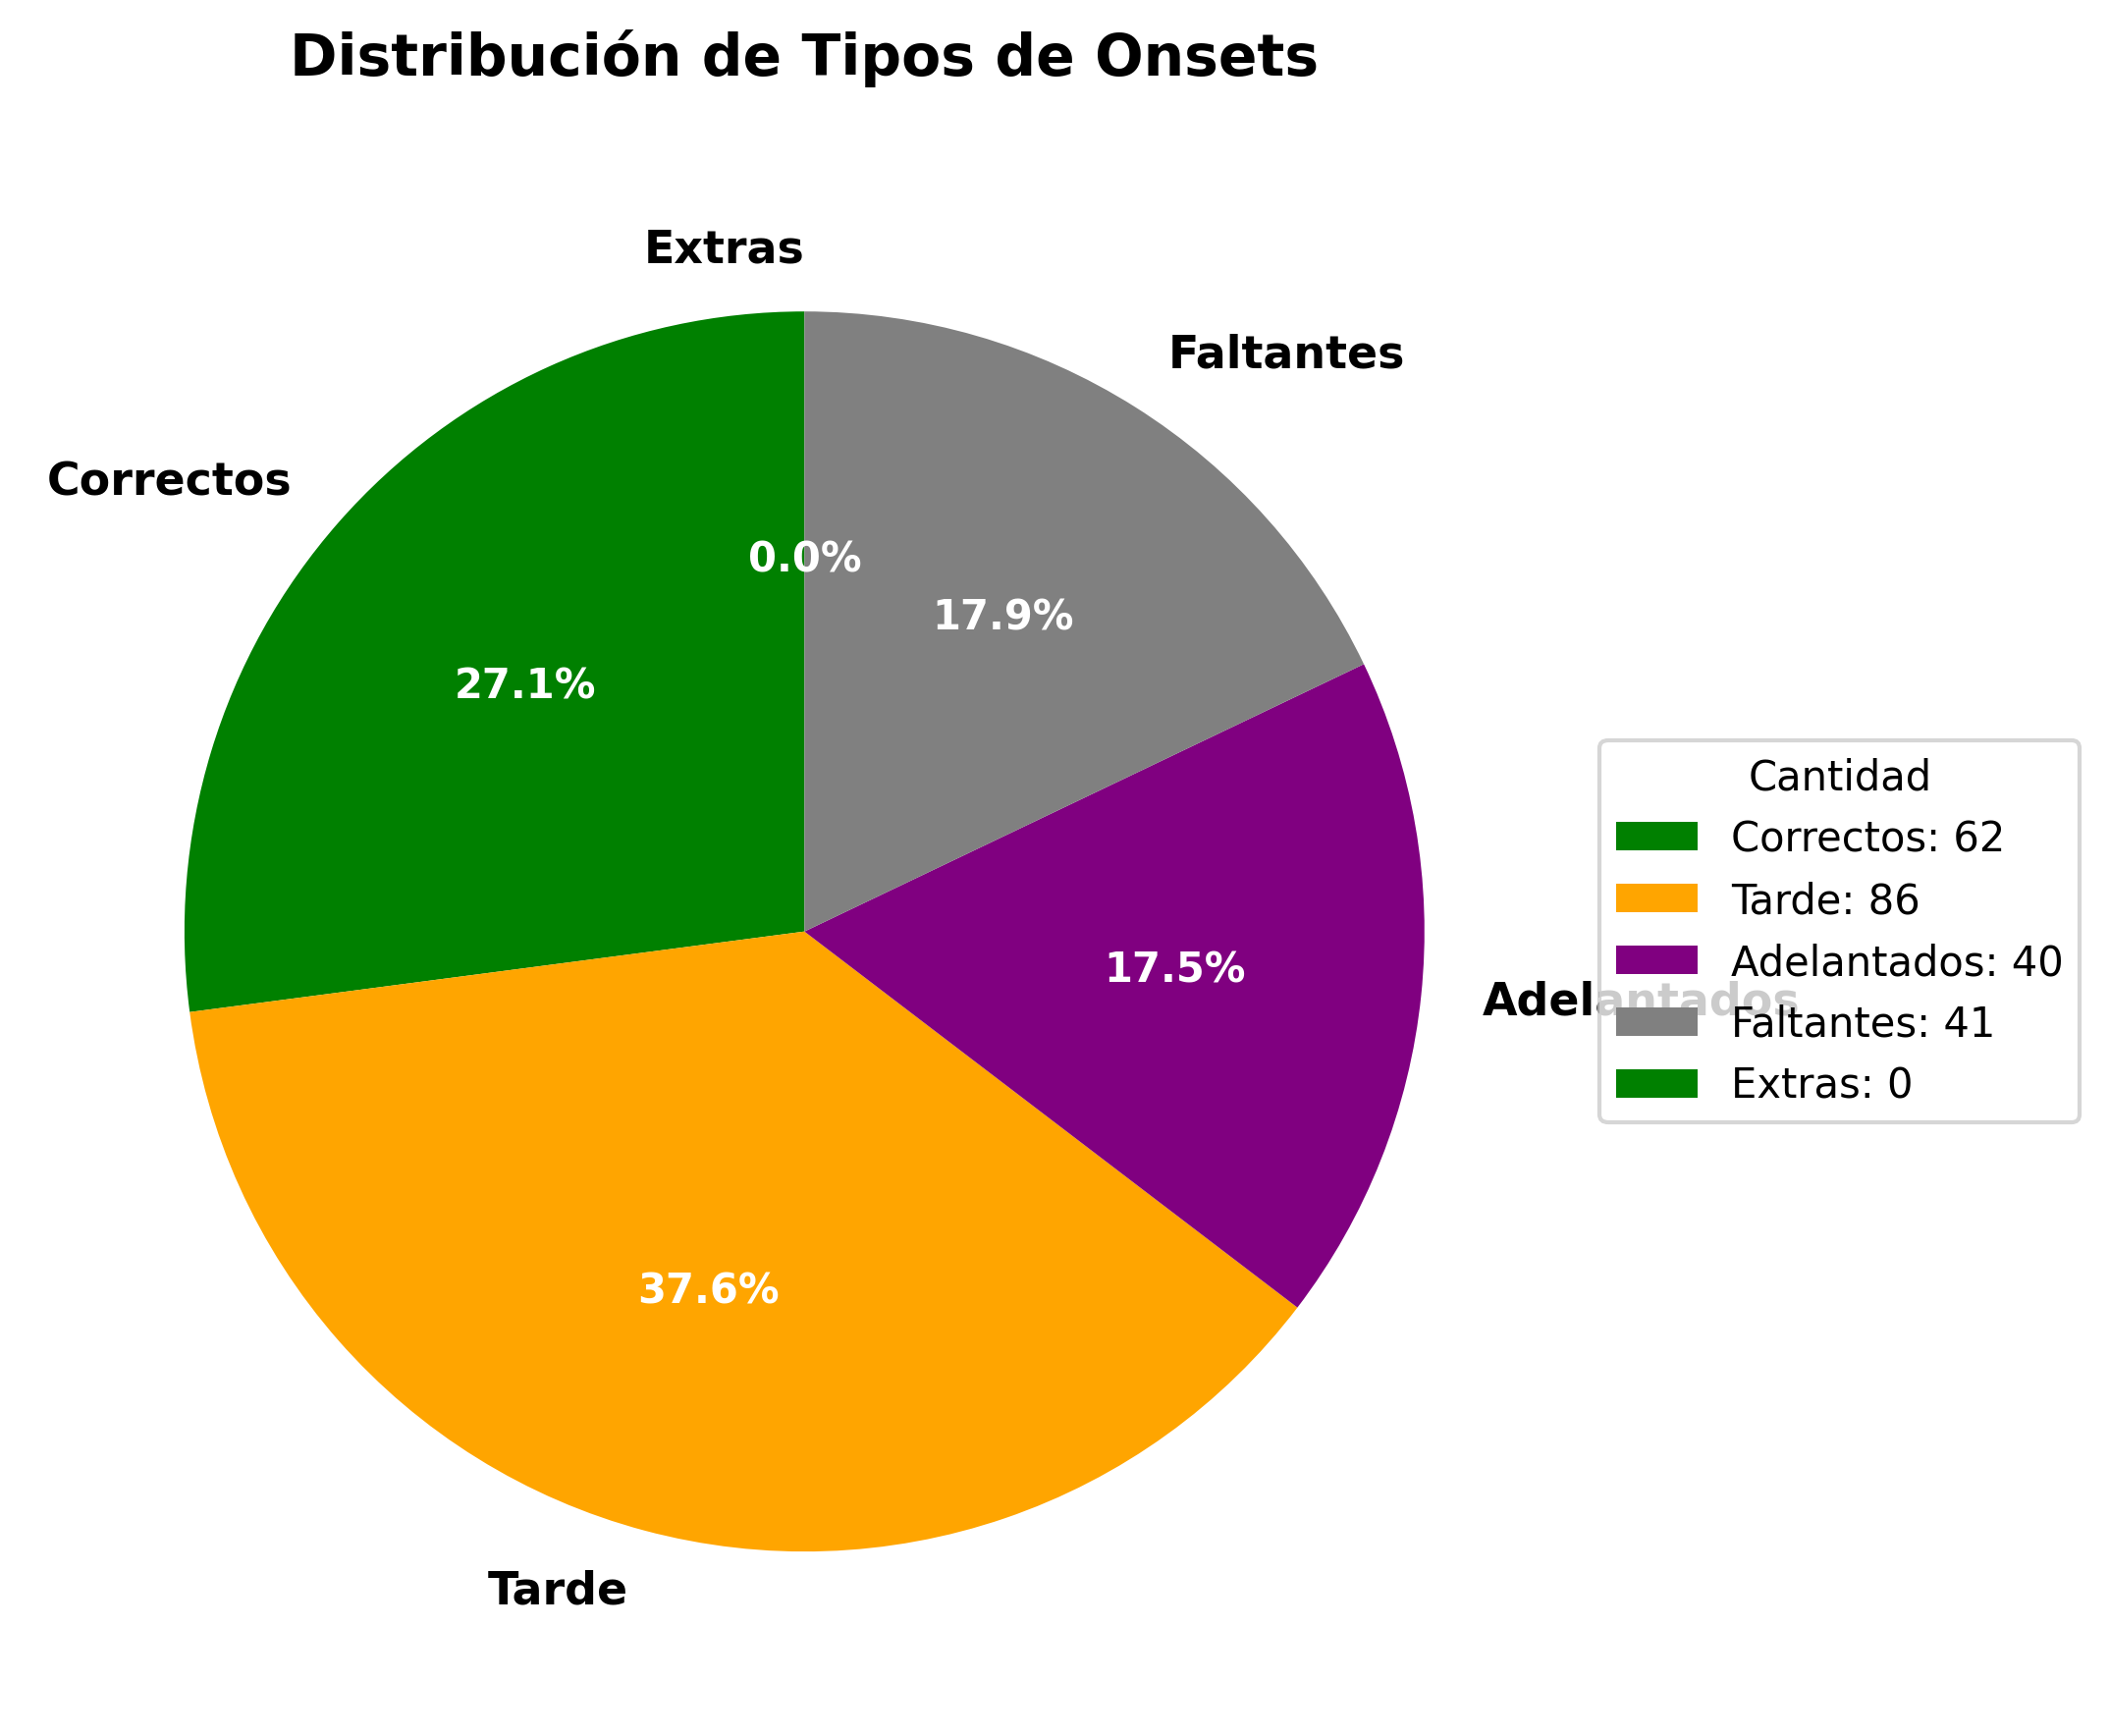 Distribución de Tipos de Onsets
Extras
Faltantes
Correctos
0.0%
17.9%
27.1%
Cantidad
Correctos: 62
Tarde: 86
Adelantados: 40
Faltantes: 41
Extras: 0
17.5%
Adelantados
37.6%
Tarde